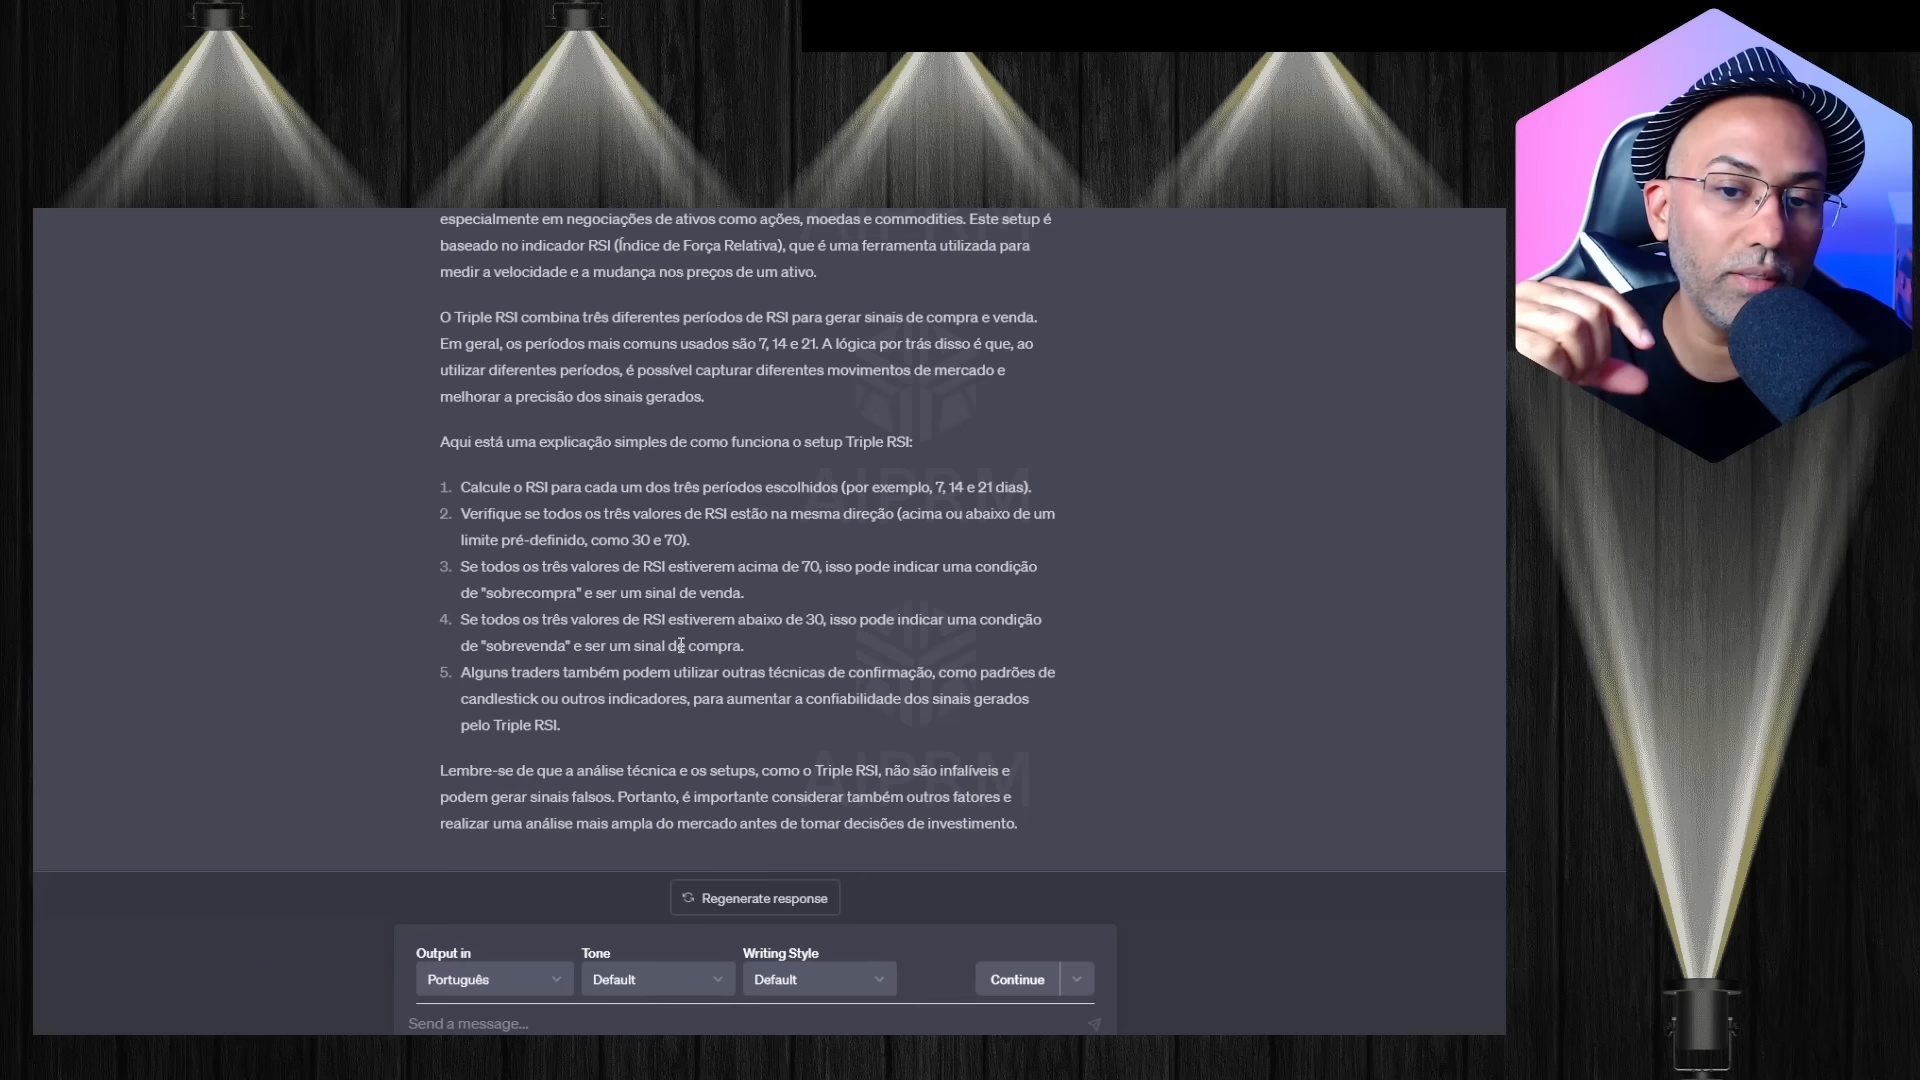 especialmente em negociações de ativos como ações, moedas e commodities. Este setup é
baseado no indicador RSI (Índice de Força Relativa), que é uma ferramenta utilizada para
medir a velocidade e a mudança nos preços de um ativo.
O Triple RSI combina três diferentes períodos de RSI para gerar sinais de compra e venda.
Em geral, os períodos mais comuns usados são 7, 14 e 21. A lógica por trás disso é que, ao
utilizar diferentes períodos, é possível capturar diferentes movimentos de mercado e
melhorar a precisão dos sinais gerados.
Aqui está uma explicação simples de como funciona o setup Triple RSI:
1. Calcule o RSI para cada um dos três períodos escolhidos (por exemplo, 7, 14 e 21 dias).
2. Verifique se todos os três valores de RSI estão na mesma direção (acima ou abaixo de um
limite pré-definido, como 30 e 70).
3. Se todos os três valores de RSI estiverem acima de 70, isso pode indicar uma condição
de "sobrecompra" e ser um sinal de venda.
4. Se todos os três valores de RSI estiverem abaixo de 30, isso pode indicar uma condição
de "sobrevenda" e ser um sinal de compra.
5. Alguns traders também podem utilizar outras técnicas de confirmação, como padrões de
candlestick ou outros indicadores, para aumentar a confiabilidade dos sinais gerados
pelo Triple RSI.
Lembre-se de que a análise técnica e os setups, como o Triple RSI, não são infalíveis e
podem gerar sinais falsos. Portanto, é importante considerar também outros fatores e
realizar uma análise mais ampla do mercado antes de tomar decisões de investimento.
AIPRM
AIPRM
AIPRM
Regenerate response
Output in Tone Writing Style
Português Default Default Continue
Send a message...